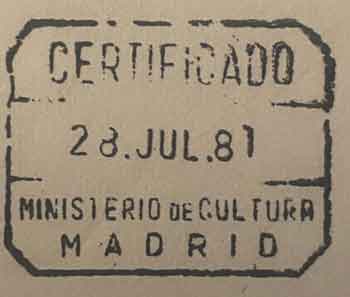 CERTIFICADO
28.JUL.81
MINISTERIO DE CULTURA
MADRID